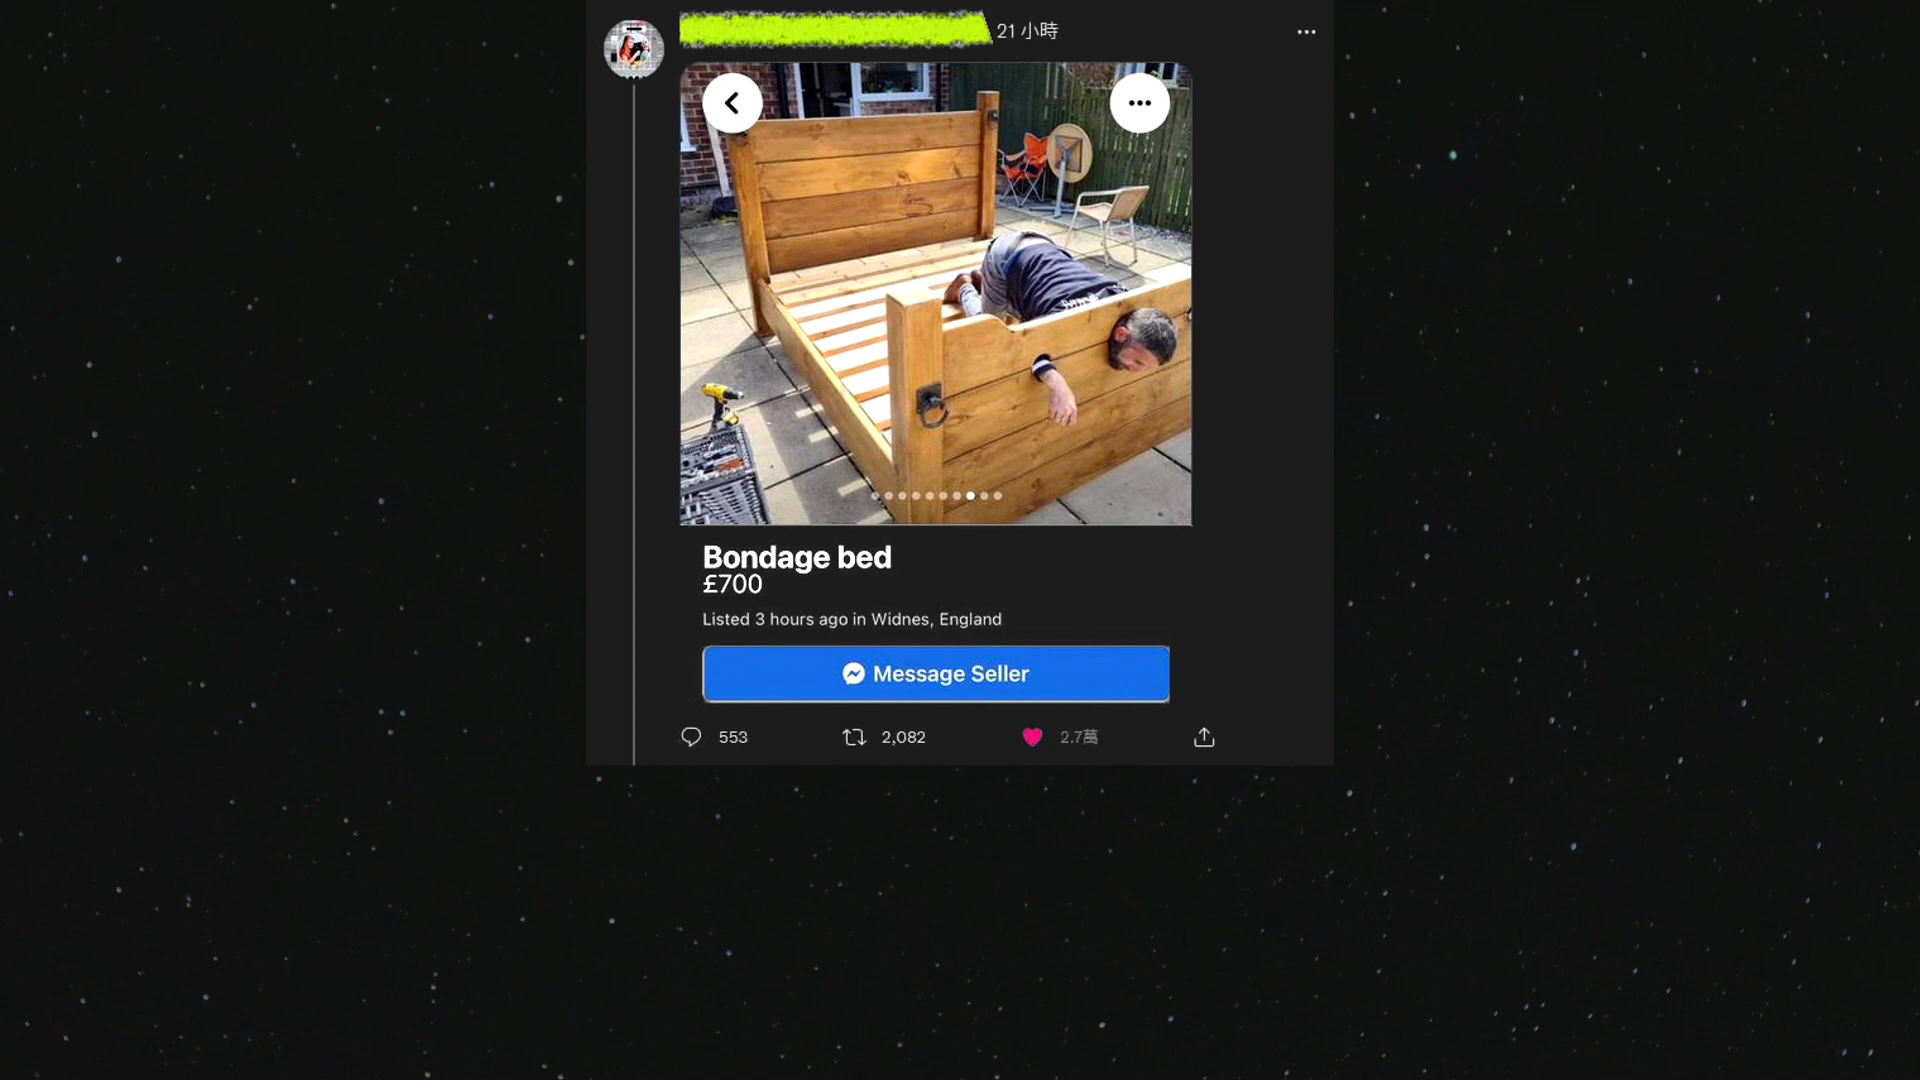 21 小時
Bondage bed
£700
Listed 3 hours ago in Widnes, England
Message Seller
553 2,082 2.7萬